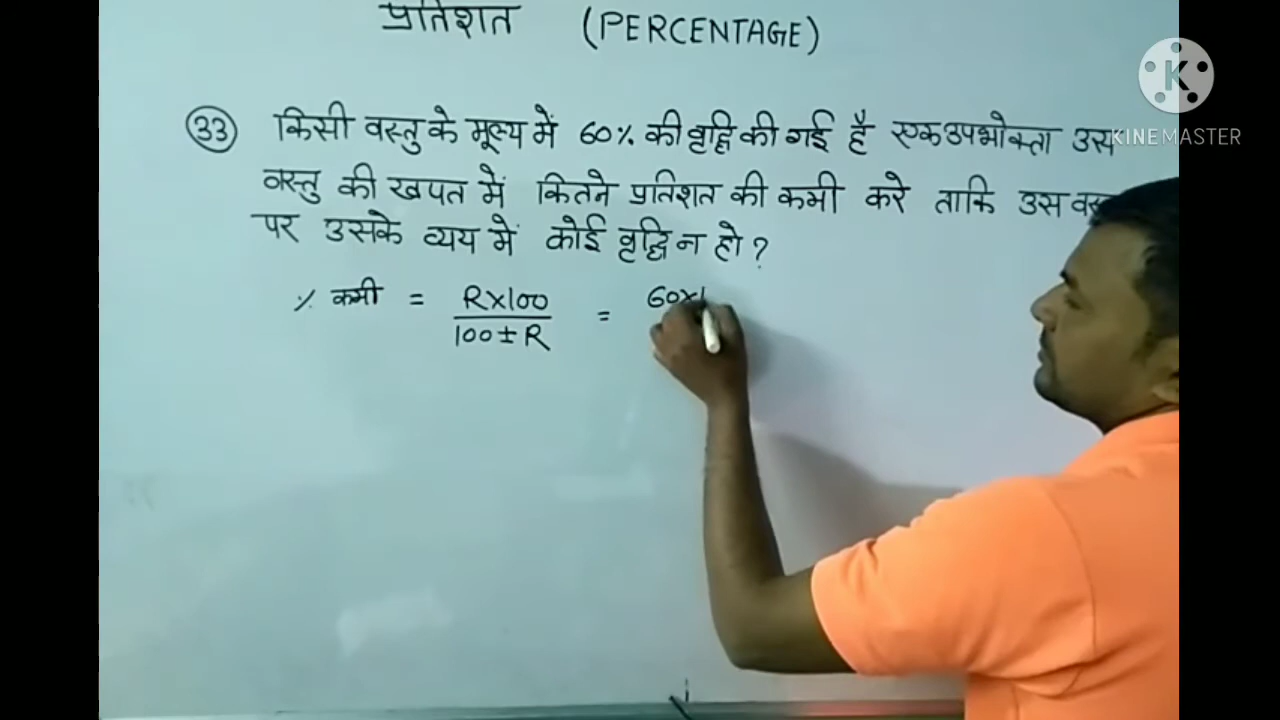 प्रतिशत (PERCENTAGE)
K
KINEMASTER
33 किसी वस्तु के मूल्य में 60% की वृद्धि की गई है एक उपभोक्ता उस
वस्तु की खपत में कितने प्रतिशत की कमी करे ताकि उस
पर उसके व्यय में कोई वृद्धि न हो?
% कमी = R×100 / 100±R = 60×1